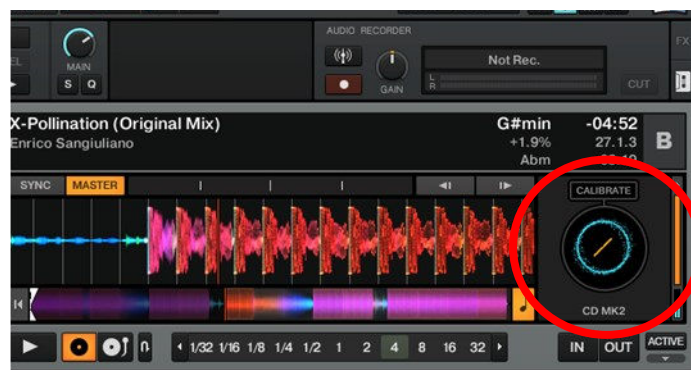 AUDIO RECORDER
FX
EL
MAIN
Not Rec.
S Q
GAIN
L
R
CUT
X-Pollination (Original Mix)
G#min
-04:52
Enrico Sangiuliano
+1.9%
27.1.3
B
Abm
SYNC MASTER
CALIBRATE
CD MK2
1/32 1/16 1/8 1/4 1/2 1 2 4 8 16 32
IN OUT
ACTIVE